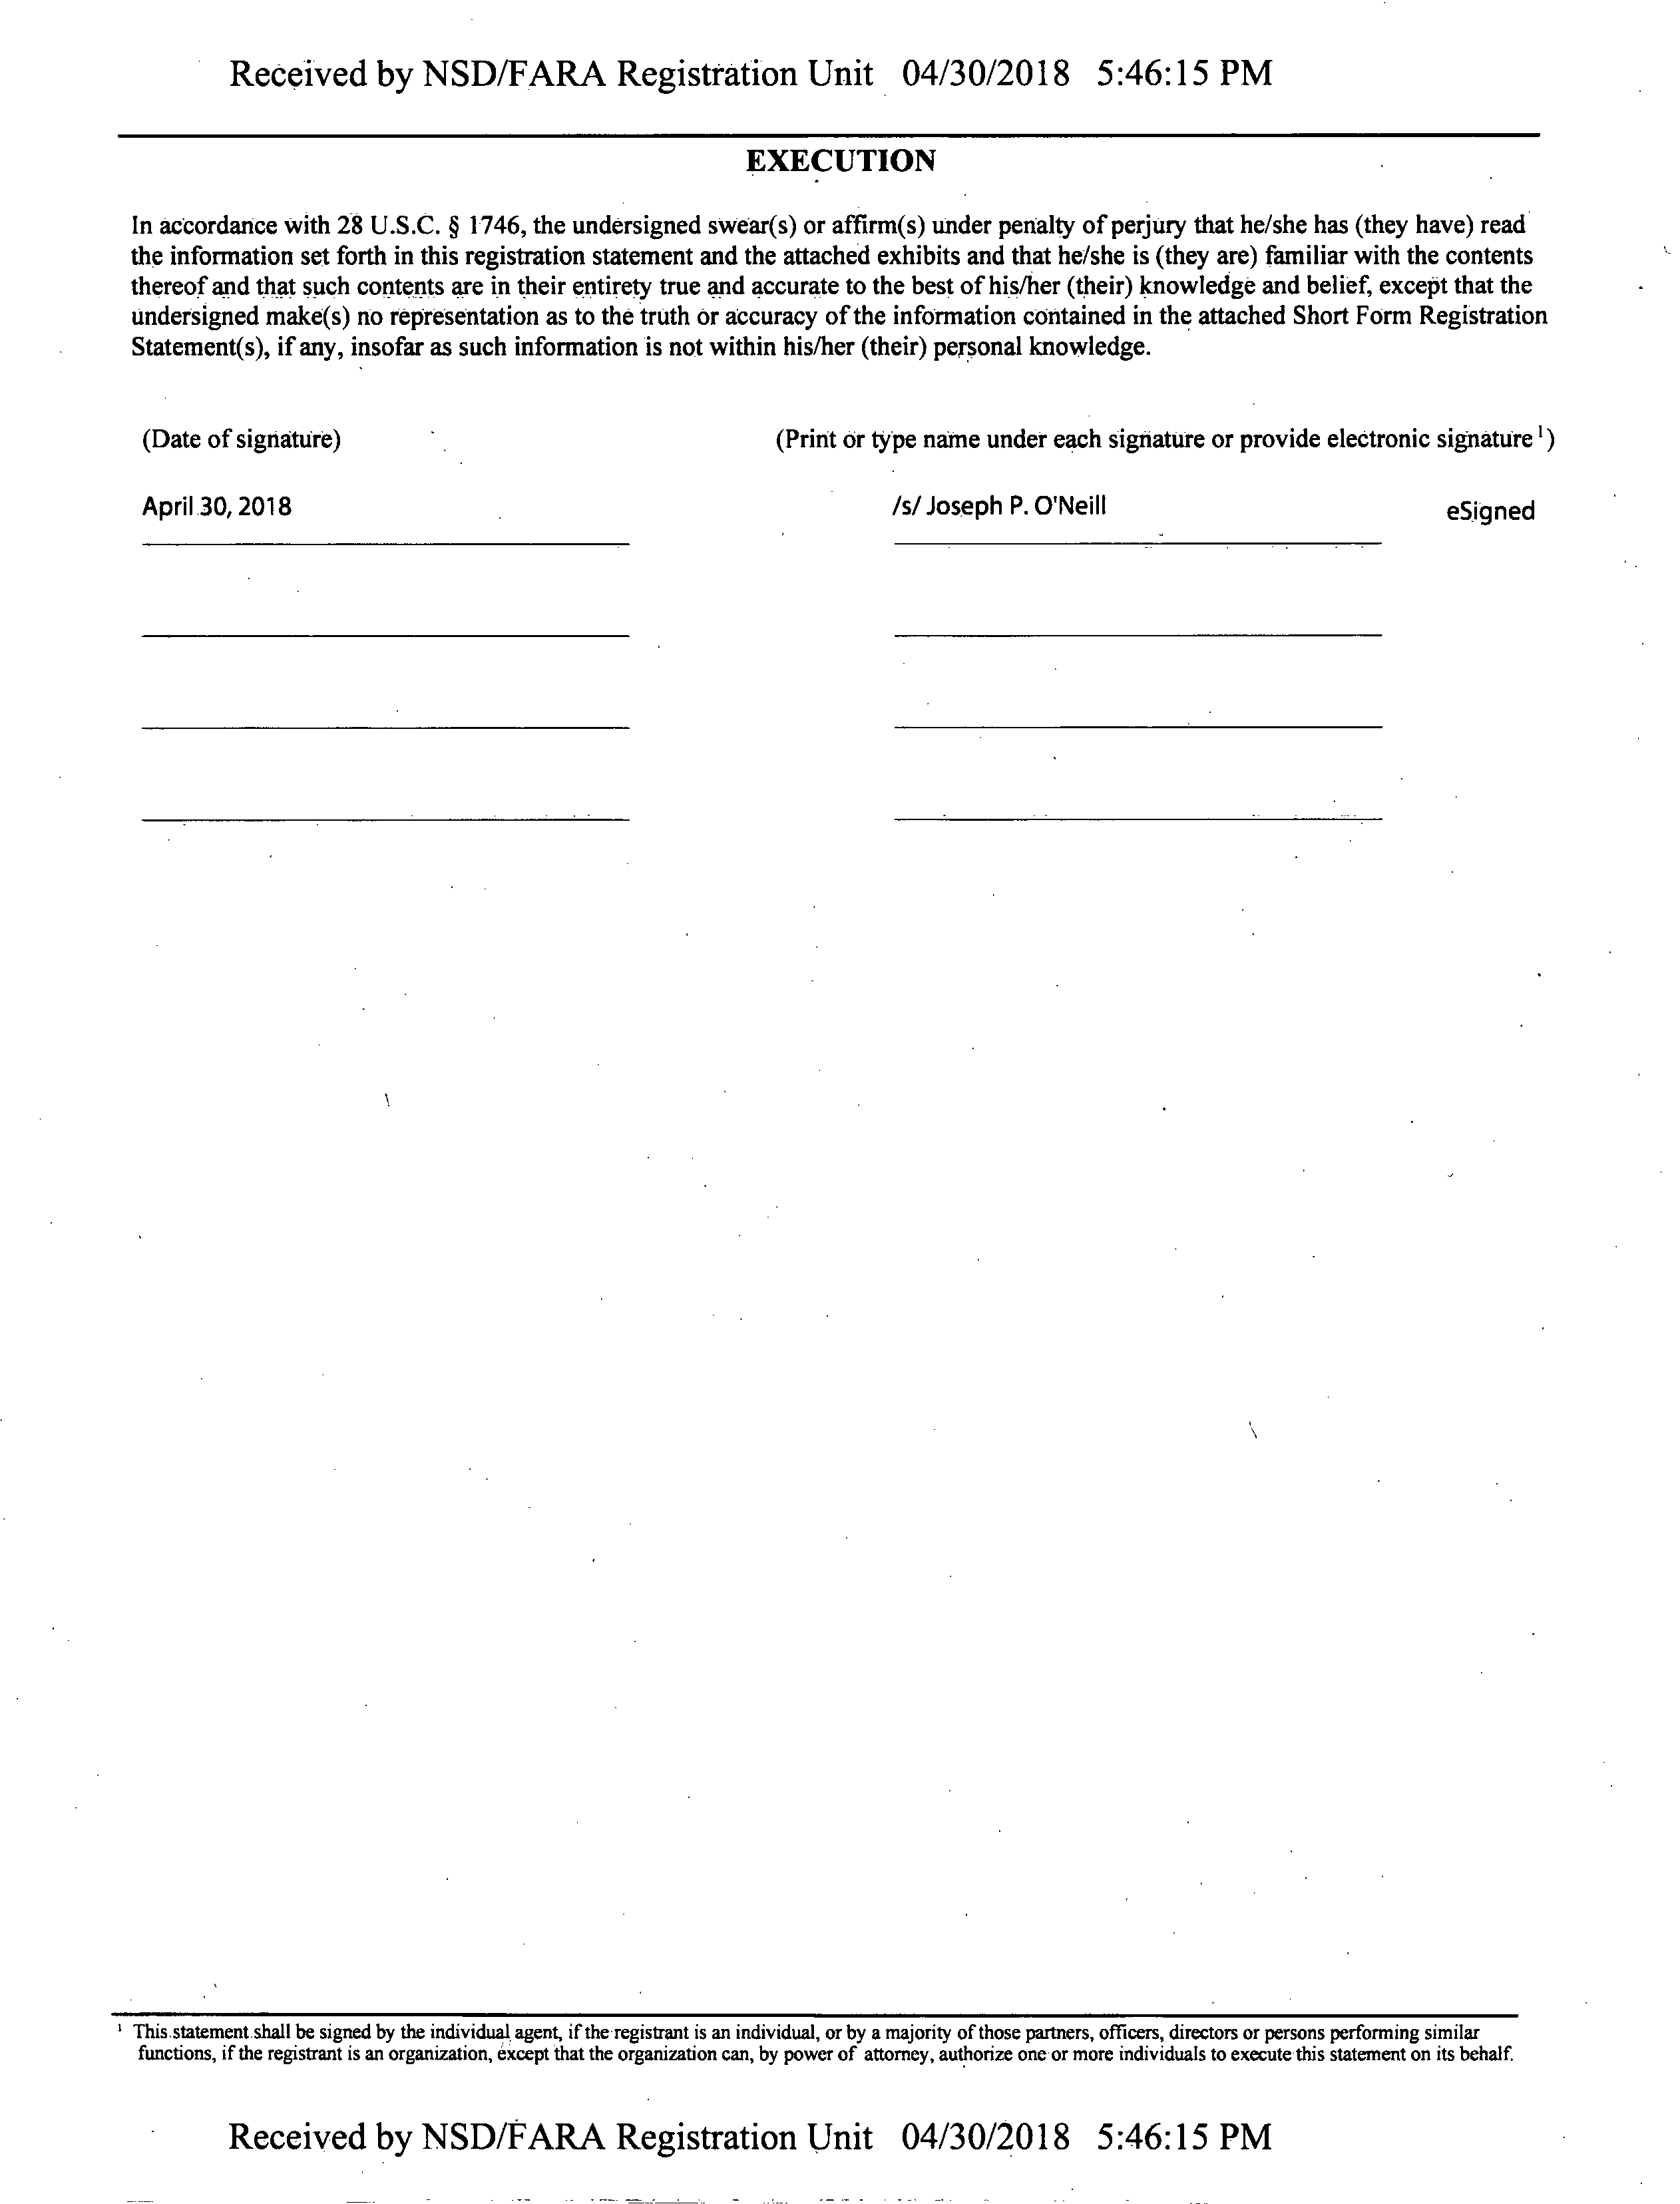 Received by NSD/FARA Registration Unit 04/30/2018 5:46:15 PM
EXECUTION
In accordance with 28 U.S.C. § 1746, the undersigned swear(s) or affirm(s) under penalty of perjury that he/she has (they have) read
the information set forth in this registration statement and the attached exhibits and that he/she is (they are) familiar with the contents
thereof and that such contents are in their entirety true and accurate to the best of his/her (their) knowledge and belief, except that the
undersigned make(s) no representation as to the truth or accuracy of the information contained in the attached Short Form Registration
Statement(s), if any, insofar as such information is not within his/her (their) personal knowledge.
(Date of signature) (Print or type name under each signature or provide electronic signature ¹)
April 30, 2018 /s/ Joseph P. O'Neill eSigned
¹ This statement shall be signed by the individual agent, if the registrant is an individual, or by a majority of those partners, officers, directors or persons performing similar
functions, if the registrant is an organization, except that the organization can, by power of attorney, authorize one or more individuals to execute this statement on its behalf.
Received by NSD/FARA Registration Unit 04/30/2018 5:46:15 PM